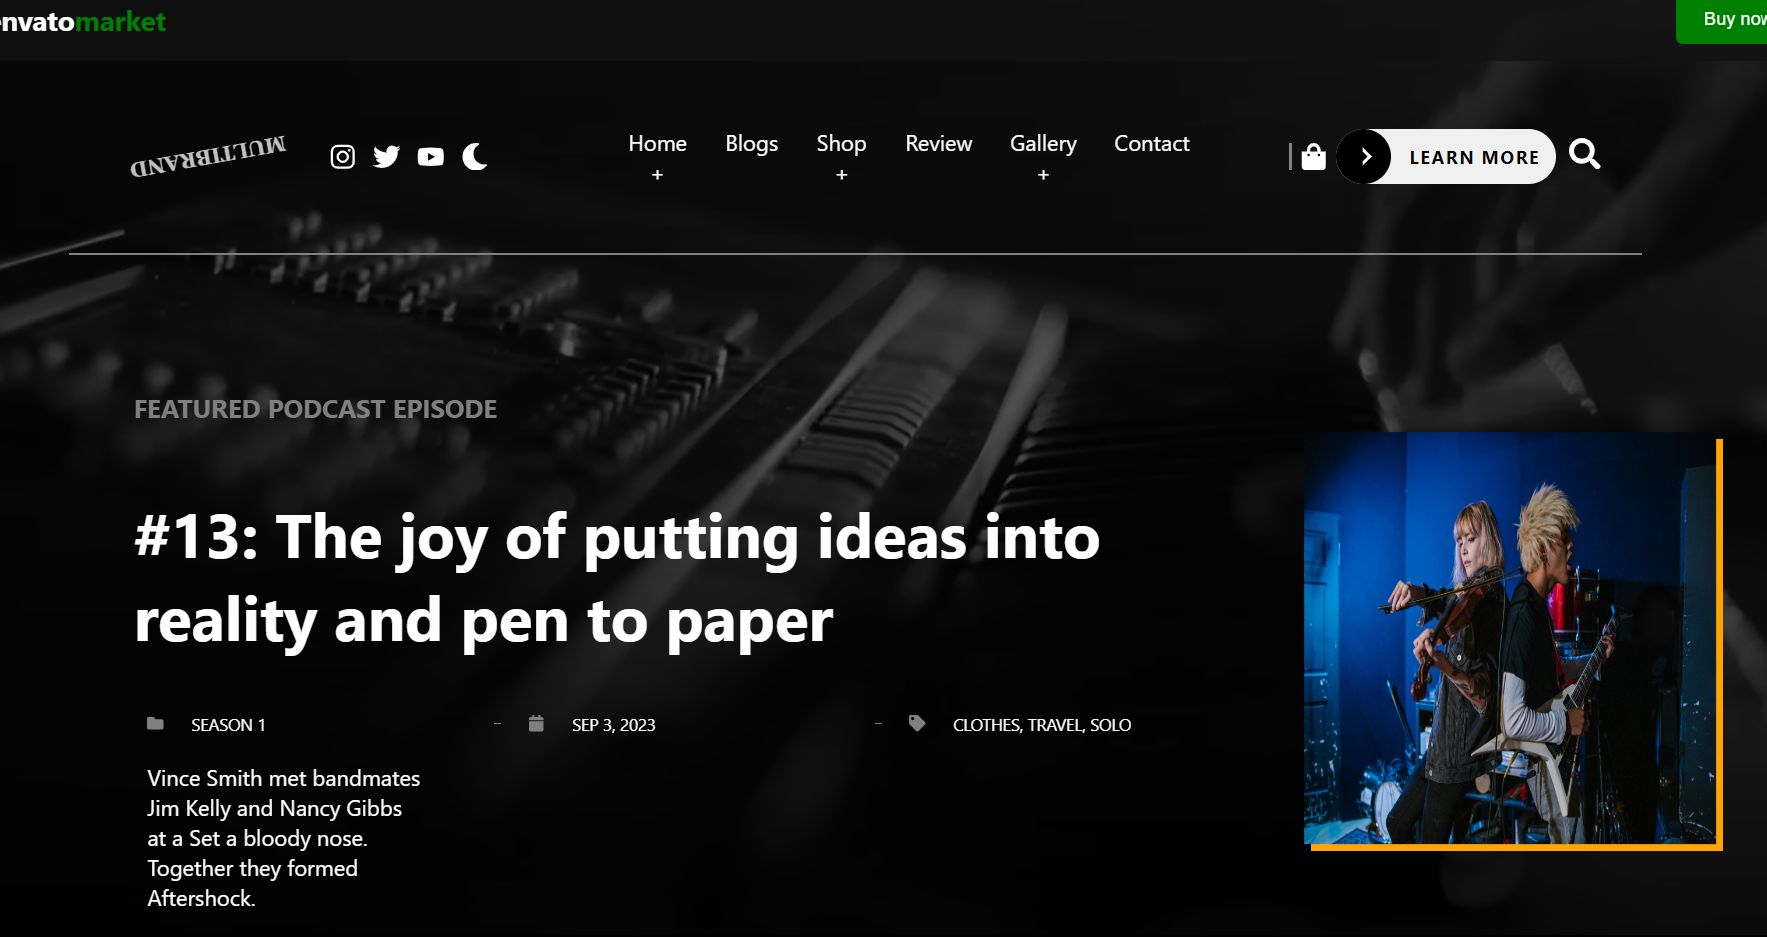 envatomarket
Buy now
MULTIBRAND
Home
Blogs
Shop
Review
Gallery
Contact
+
+
+
LEARN MORE
FEATURED PODCAST EPISODE
#13: The joy of putting ideas into
reality and pen to paper
SEASON 1
–
SEP 3, 2023
–
CLOTHES, TRAVEL, SOLO
Vince Smith met bandmates
Jim Kelly and Nancy Gibbs
at a Set a bloody nose.
Together they formed
Aftershock.